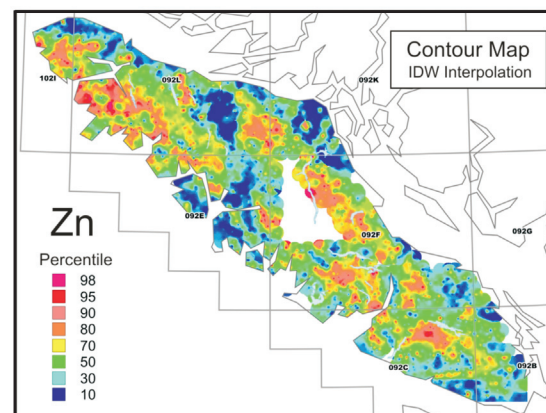 Contour Map
IDW Interpolation
102I
092L
092K
092E
092F
092G
092C
092B
Zn
Percentile
98
95
90
80
70
50
30
10